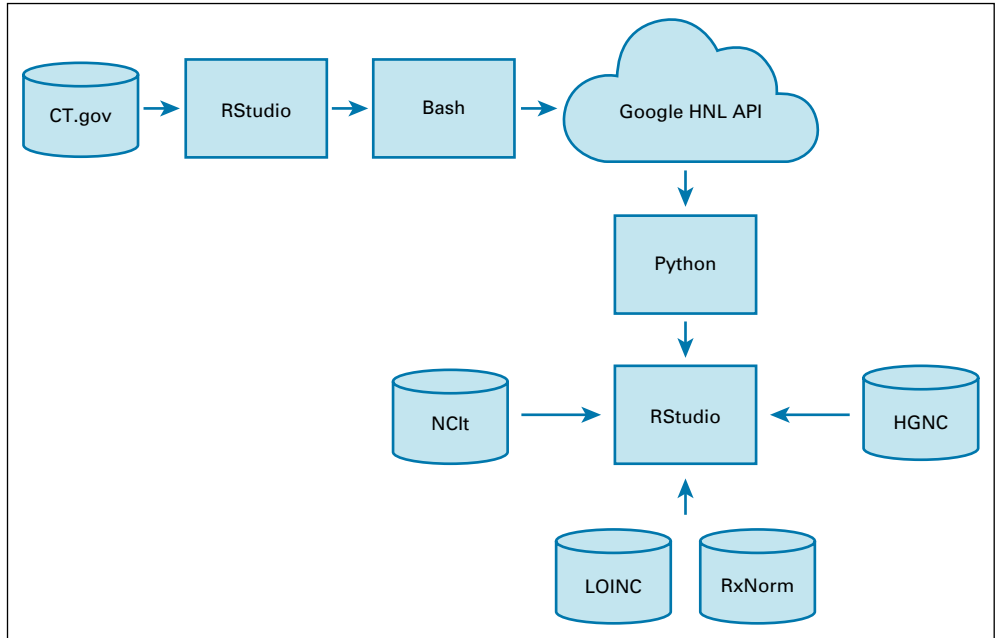 CT.gov
RStudio
Bash
Google HNL API
Python
NCIt
RStudio
HGNC
LOINC
RxNorm